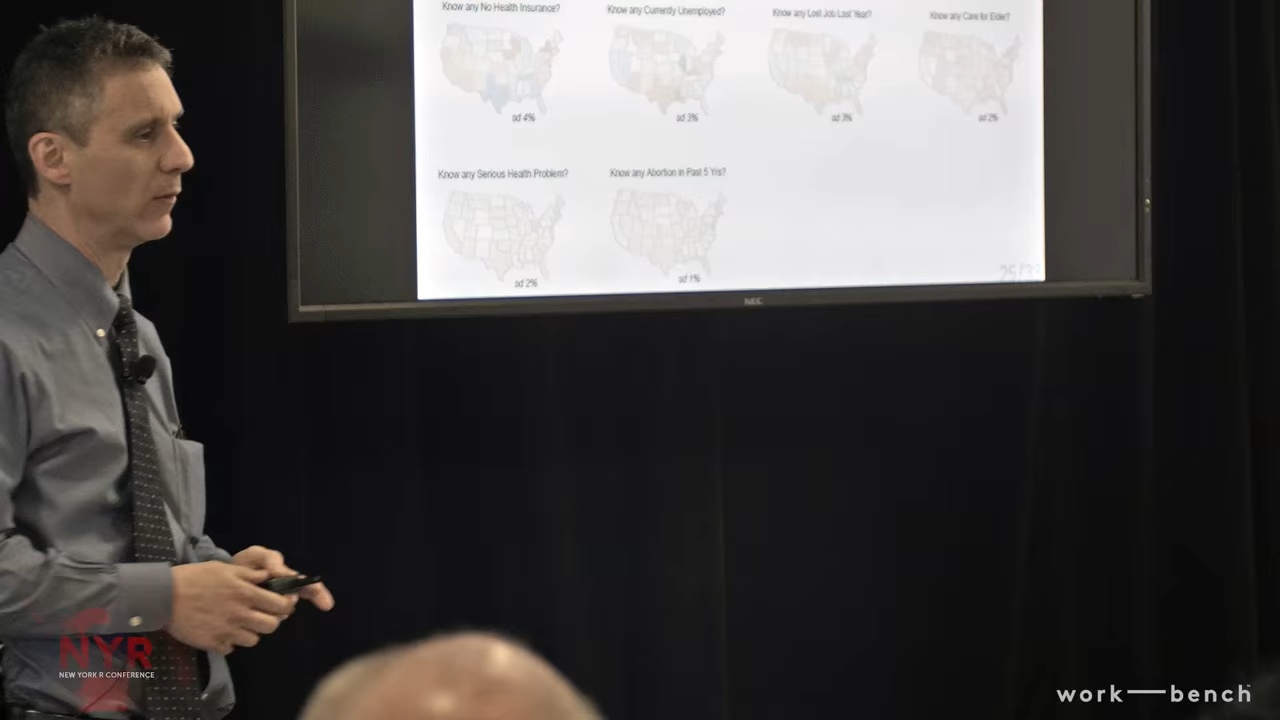 Know any No Health Insurance?
Know any Currently Unemployed?
Know any Lost Job Last Year?
Know any Care for Elder?
sd 4%
sd 3%
sd 3%
sd 2%
Know any Serious Health Problem?
Know any Abortion in Past 5 Yrs?
sd 2%
sd 1%
NEC
NYR
NEW YORK R CONFERENCE
work—bench